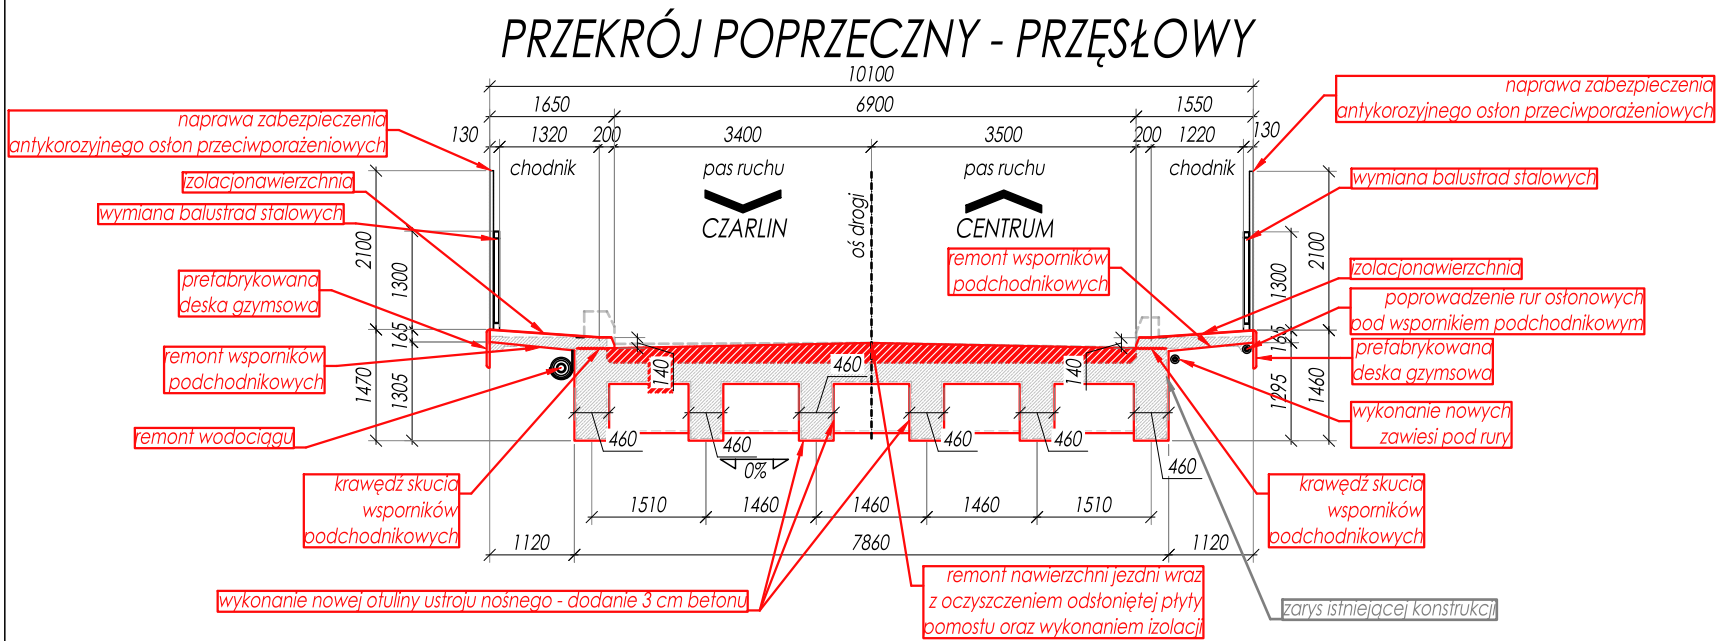 PRZEKRÓJ POPRZECZNY - PRZĘSŁOWY
10100
1650
6900
1550
130
1320
200
3400
3500
200
1220
130
chodnik
pas ruchu
pas ruchu
chodnik
CZARLIN
CENTRUM
oś drogi
naprawa zabezpieczenia
antykorozyjnego osłon przeciwporażeniowych
izolacjonawierzchnia
wymiana balustrad stalowych
prefabrykowana
deska gzymsowa
remont wsporników
podchodnikowych
remont wodociągu
krawędź skucia
wsporników
podchodnikowych
wykonanie nowej otuliny ustroju nośnego - dodanie 3 cm betonu
2100
1300
165
1470
1305
140
460
140
460
460
460
460
460
0%
1510
1460
1460
1460
1510
1120
7860
1120
remont wsporników
podchodnikowych
naprawa zabezpieczenia
antykorozyjnego osłon przeciwporażeniowych
wymiana balustrad stalowych
izolacjonawierzchnia
poprowadzenie rur osłonowych
pod wspornikiem podchodnikowym
prefabrykowana
deska gzymsowa
wykonanie nowych
zawiesi pod rury
krawędź skucia
wsporników
podchodnikowych
2100
1300
165
1295
1460
remont nawierzchni jezdni wraz
z oczyszczeniem odsłoniętej płyty
pomostu oraz wykonaniem izolacji
zarys istniejącej konstrukcji